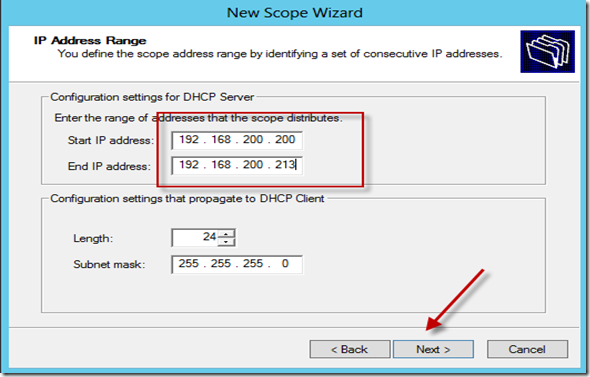 New Scope Wizard
IP Address Range
You define the scope address range by identifying a set of consecutive IP addresses.
Configuration settings for DHCP Server
Enter the range of addresses that the scope distributes.
Start IP address: 192 . 168 . 200 . 200
End IP address: 192 . 168 . 200 . 213
Configuration settings that propagate to DHCP Client
Length: 24
Subnet mask: 255 . 255 . 255 . 0
< Back Next > Cancel